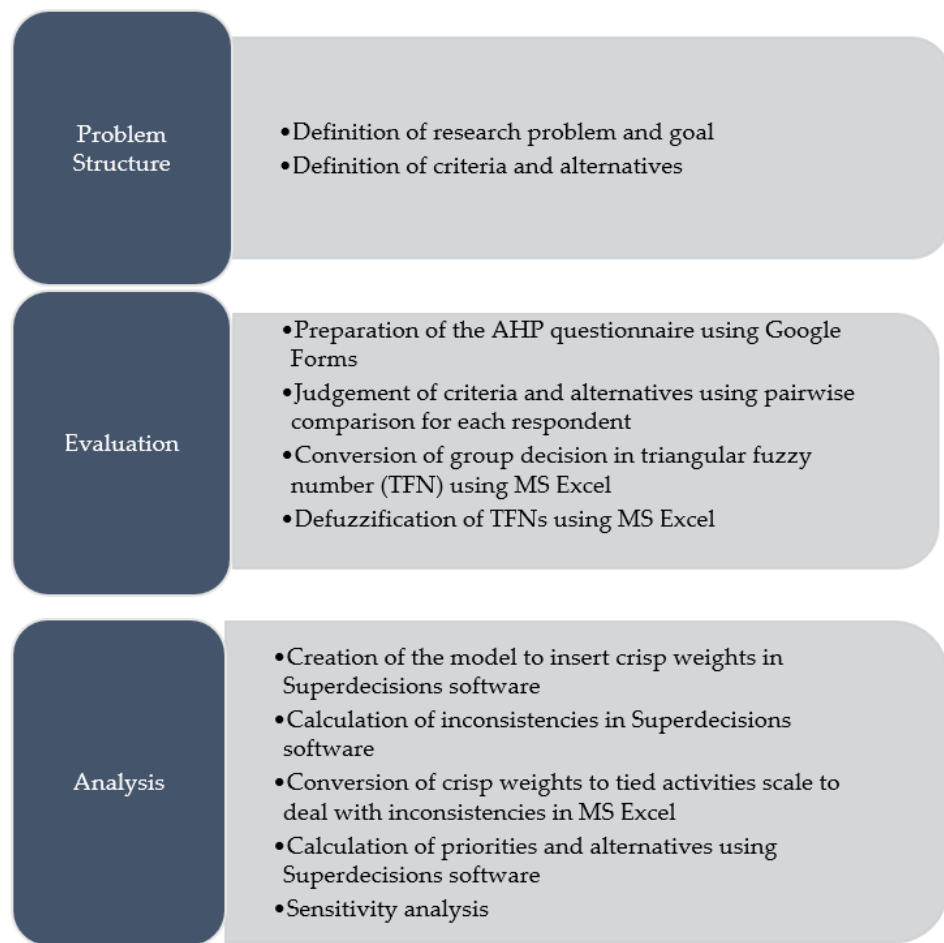 Problem
Structure
•Definition of research problem and goal
•Definition of criteria and alternatives
Evaluation
•Preparation of the AHP questionnaire using Google
Forms
•Judgement of criteria and alternatives using pairwise
comparison for each respondent
•Conversion of group decision in triangular fuzzy
number (TFN) using MS Excel
•Defuzzification of TFNs using MS Excel
Analysis
•Creation of the model to insert crisp weights in
Superdecisions software
•Calculation of inconsistencies in Superdecisions
software
•Conversion of crisp weights to tied activities scale to
deal with inconsistencies in MS Excel
•Calculation of priorities and alternatives using
Superdecisions software
•Sensitivity analysis